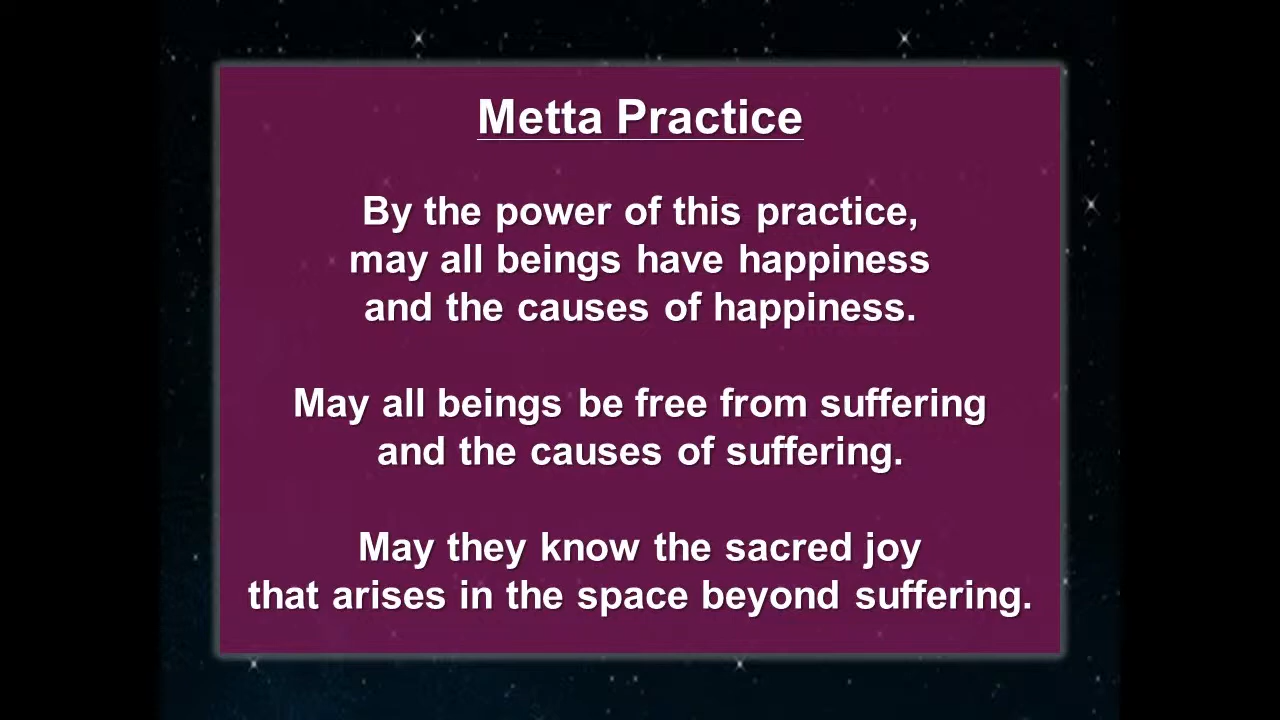 Metta Practice
By the power of this practice,
may all beings have happiness
and the causes of happiness.
May all beings be free from suffering
and the causes of suffering.
May they know the sacred joy
that arises in the space beyond suffering.